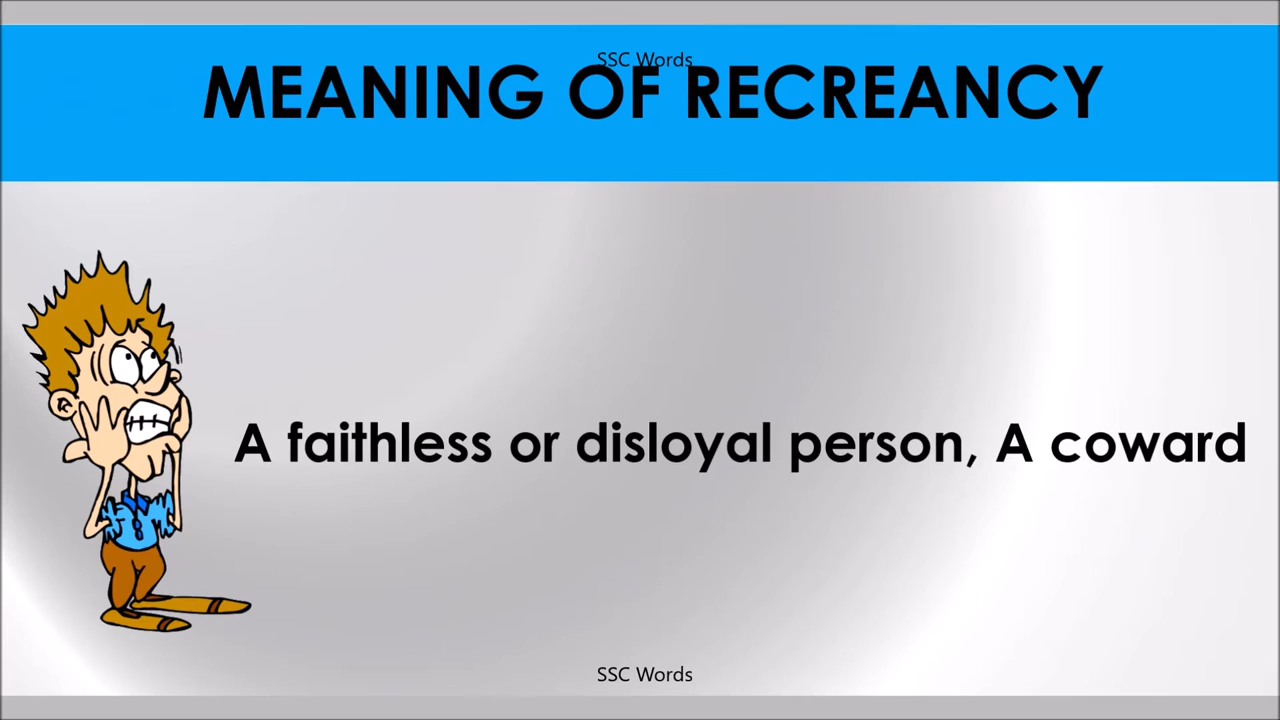 SSC Words
MEANING OF RECREANCY
A faithless or disloyal person, A coward
SSC Words